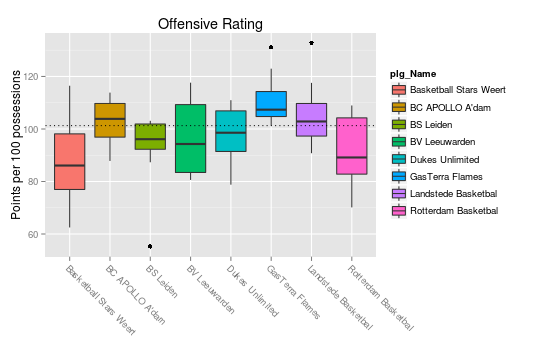 Offensive Rating
Points per 100 possessions
120
100
80
60
Basketball Stars Weert
BC APOLLO A'dam
BS Leiden
BV Leeuwarden
Dukes Unlimited
GasTerra Flames
Landstede Basketbal
Rotterdam Basketbal
plg_Name
Basketball Stars Weert
BC APOLLO A'dam
BS Leiden
BV Leeuwarden
Dukes Unlimited
GasTerra Flames
Landstede Basketbal
Rotterdam Basketbal